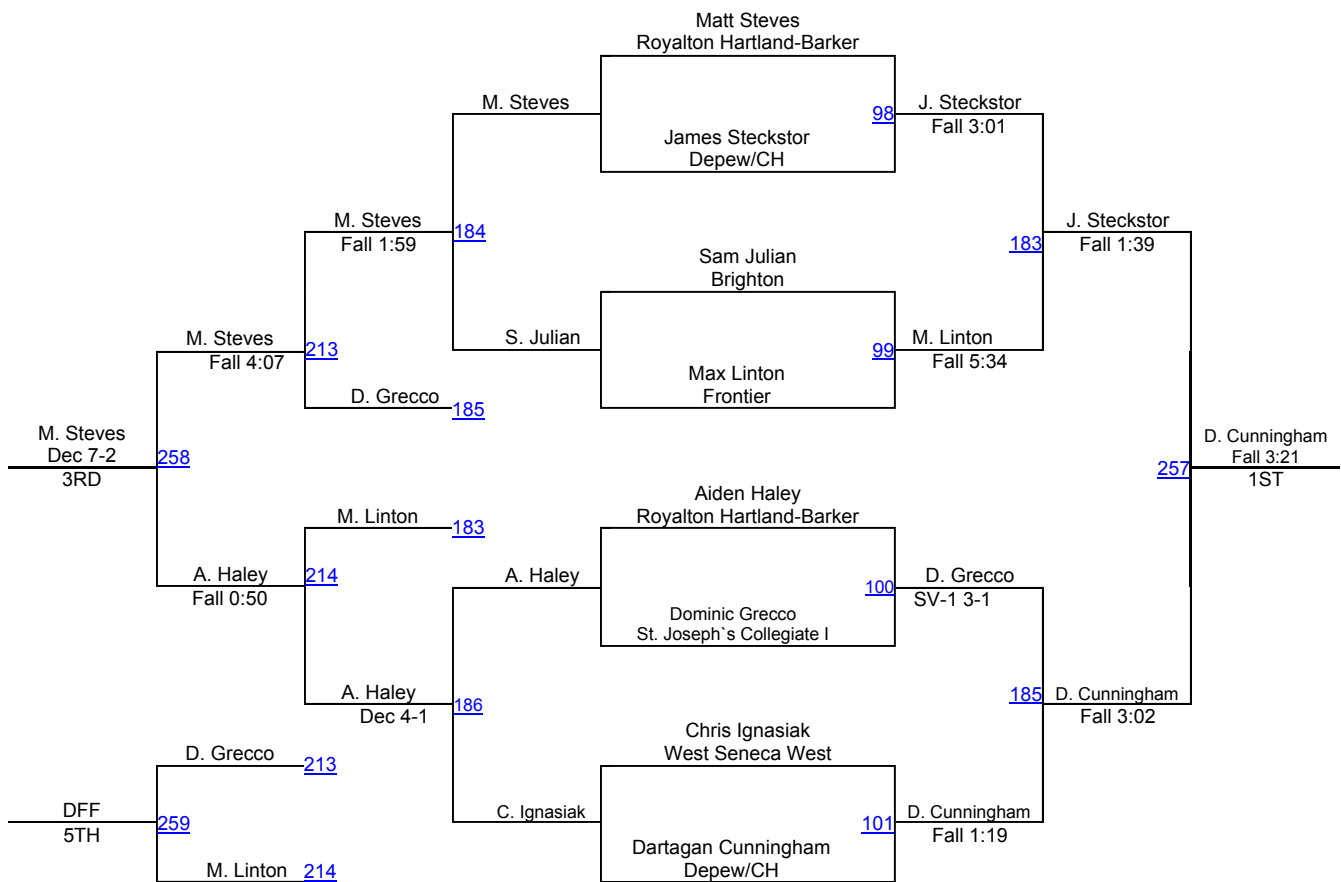 Matt Steves
Royalton Hartland-Barker
M. Steves
98
J. Steckstor
Fall 3:01
James Steckstor
Depew/CH
M. Steves
Fall 1:59
184
183
J. Steckstor
Fall 1:39
Sam Julian
Brighton
M. Steves
Fall 4:07
213
S. Julian
99
M. Linton
Fall 5:34
Max Linton
Frontier
D. Grecco
185
M. Steves
Dec 7-2
3RD
258
257
D. Cunningham
Fall 3:21
1ST
Aiden Haley
Royalton Hartland-Barker
M. Linton
183
A. Haley
Fall 0:50
214
A. Haley
100
D. Grecco
SV-1 3-1
Dominic Grecco
St. Joseph`s Collegiate I
A. Haley
Dec 4-1
186
185
D. Cunningham
Fall 3:02
Chris Ignasiak
West Seneca West
D. Grecco
213
DFF
5TH
259
C. Ignasiak
101
D. Cunningham
Fall 1:19
Dartagan Cunningham
Depew/CH
M. Linton
214